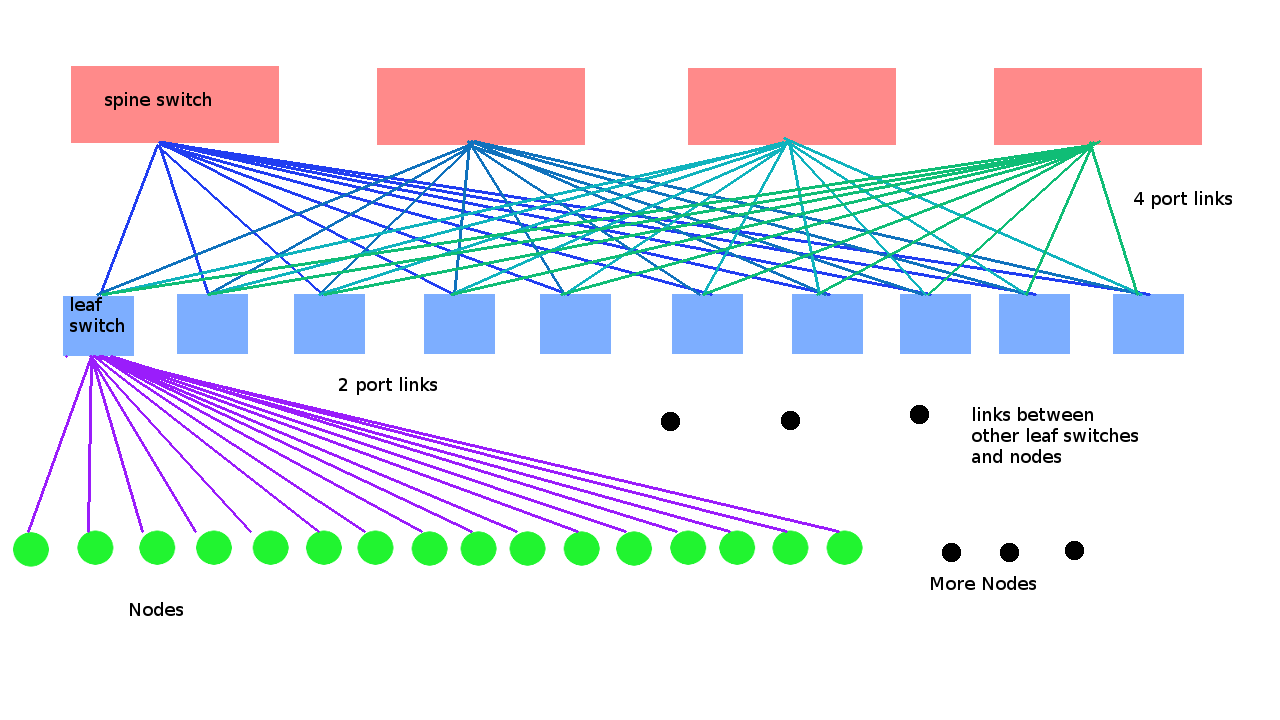 spine switch
4 port links
leaf
switch
2 port links
links between
other leaf switches
and nodes
More Nodes
Nodes